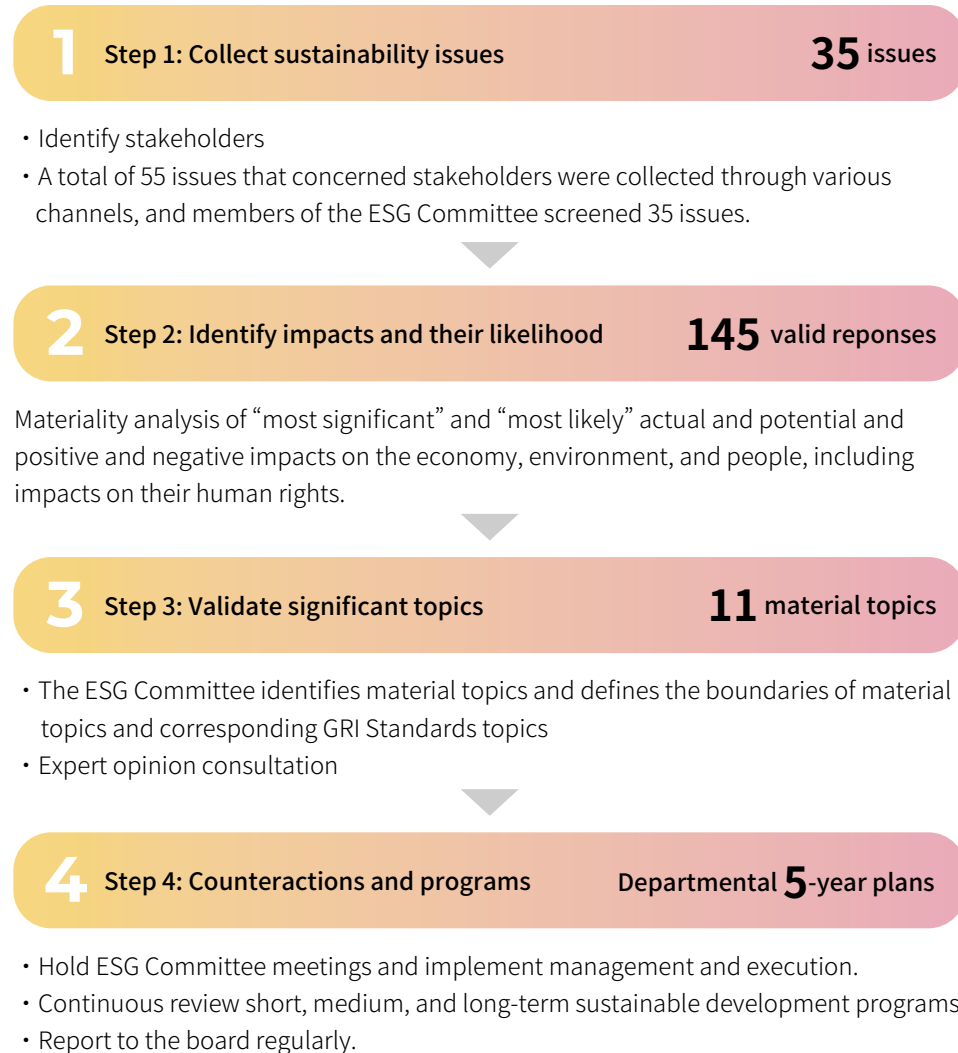 1 Step 1: Collect sustainability issues 35 issues
・Identify stakeholders
・A total of 55 issues that concerned stakeholders were collected through various
channels, and members of the ESG Committee screened 35 issues.
2 Step 2: Identify impacts and their likelihood 145 valid reponses
Materiality analysis of “most significant” and “most likely” actual and potential and
positive and negative impacts on the economy, environment, and people, including
impacts on their human rights.
3 Step 3: Validate significant topics 11 material topics
・The ESG Committee identifies material topics and defines the boundaries of material
topics and corresponding GRI Standards topics
・Expert opinion consultation
4 Step 4: Counteractions and programs Departmental 5-year plans
・Hold ESG Committee meetings and implement management and execution.
・Continuous review short, medium, and long-term sustainable development programs
・Report to the board regularly.